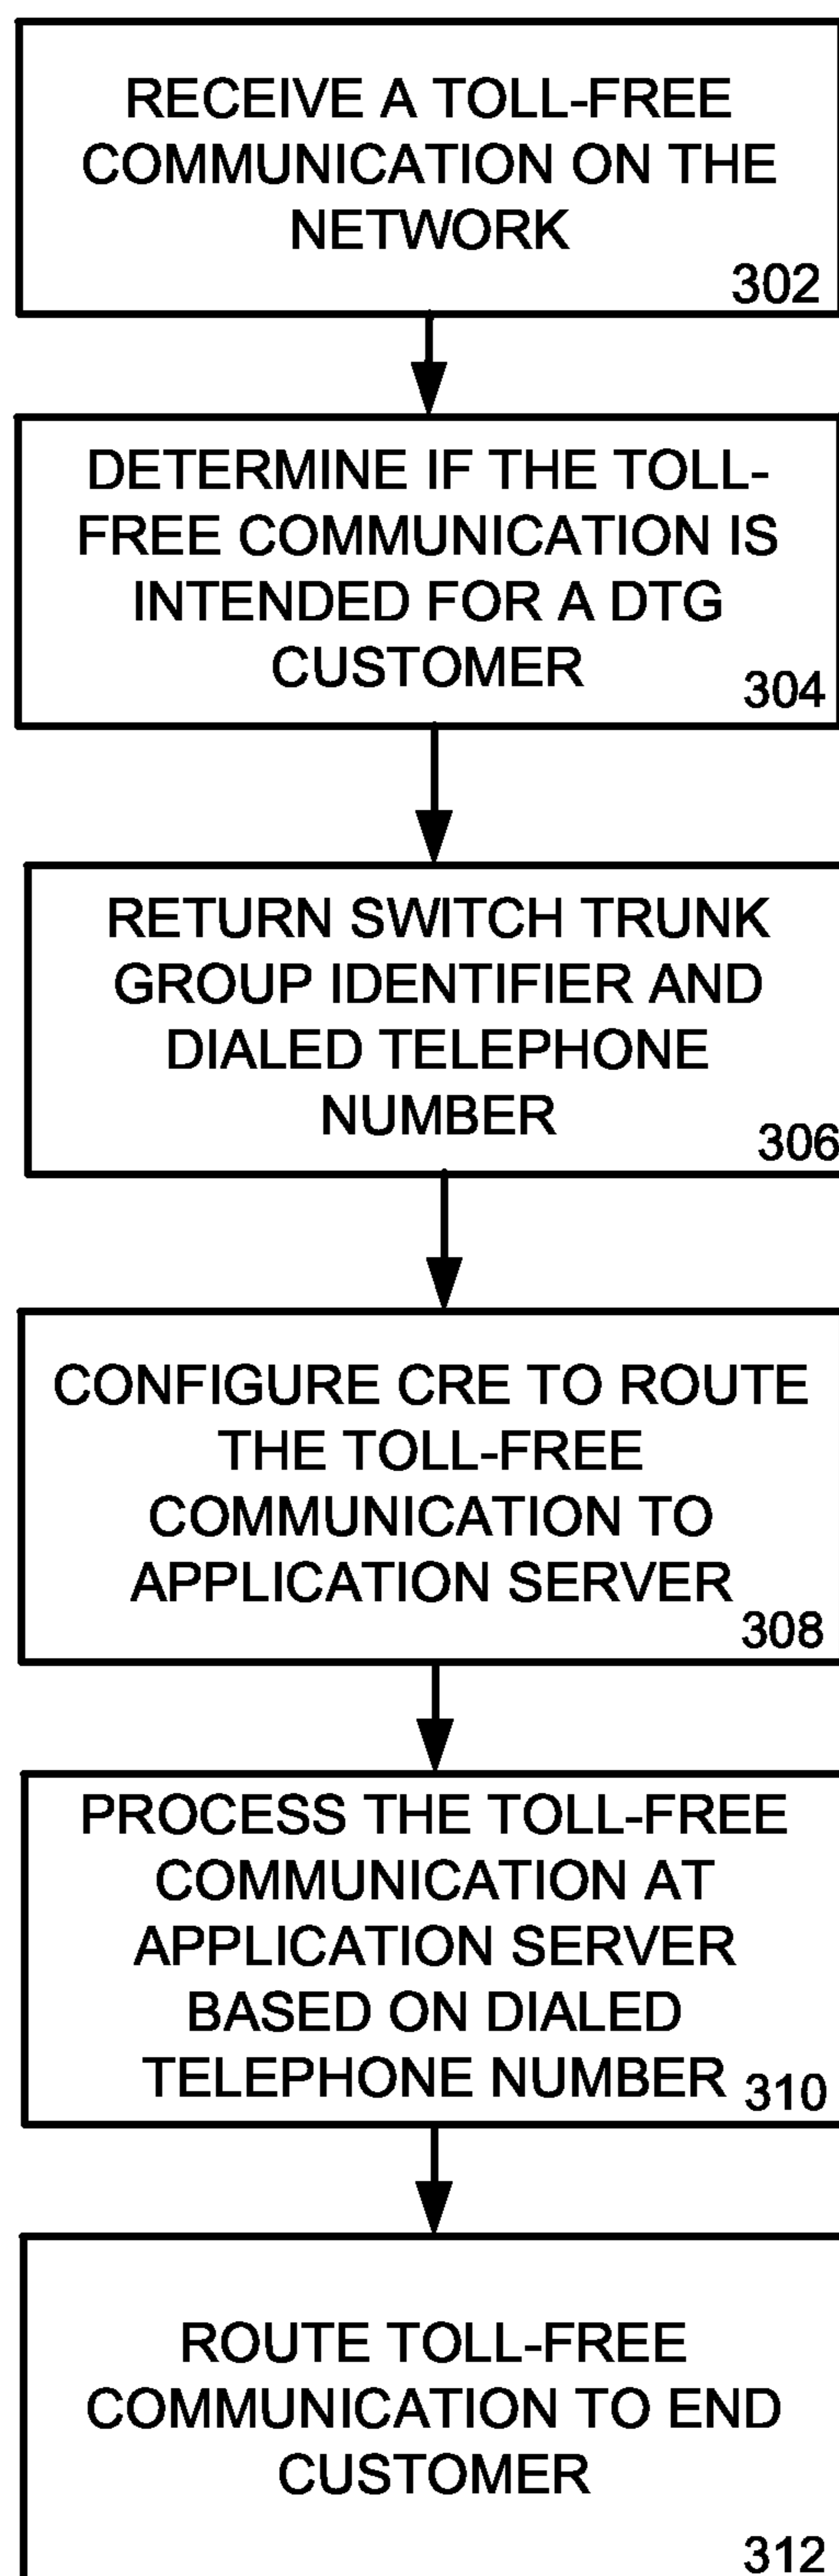 RECEIVE A TOLL-FREE
COMMUNICATION ON THE
NETWORK
302
DETERMINE IF THE TOLL-
FREE COMMUNICATION IS
INTENDED FOR A DTG
CUSTOMER
304
RETURN SWITCH TRUNK
GROUP IDENTIFIER AND
DIALED TELEPHONE
NUMBER
306
CONFIGURE CRE TO ROUTE
THE TOLL-FREE
COMMUNICATION TO
APPLICATION SERVER
308
PROCESS THE TOLL-FREE
COMMUNICATION AT
APPLICATION SERVER
BASED ON DIALED
TELEPHONE NUMBER 310
ROUTE TOLL-FREE
COMMUNICATION TO END
CUSTOMER
312